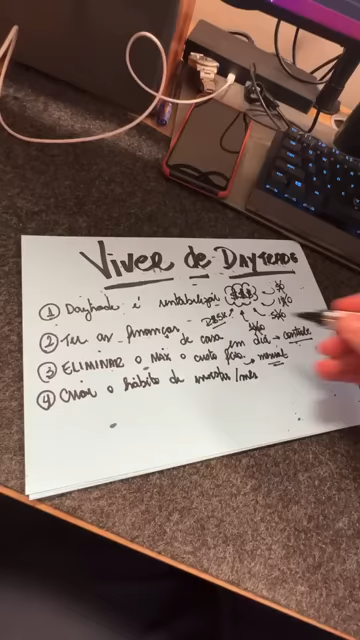 Viver de DAYTRADE
① Daytrade é rentabilizar $ $ $
② Ter as finanças de casa em dia → controle
③ ELIMINAR o MÁX o custo fixo → mensal
④ Criar o hábito de investir/mês